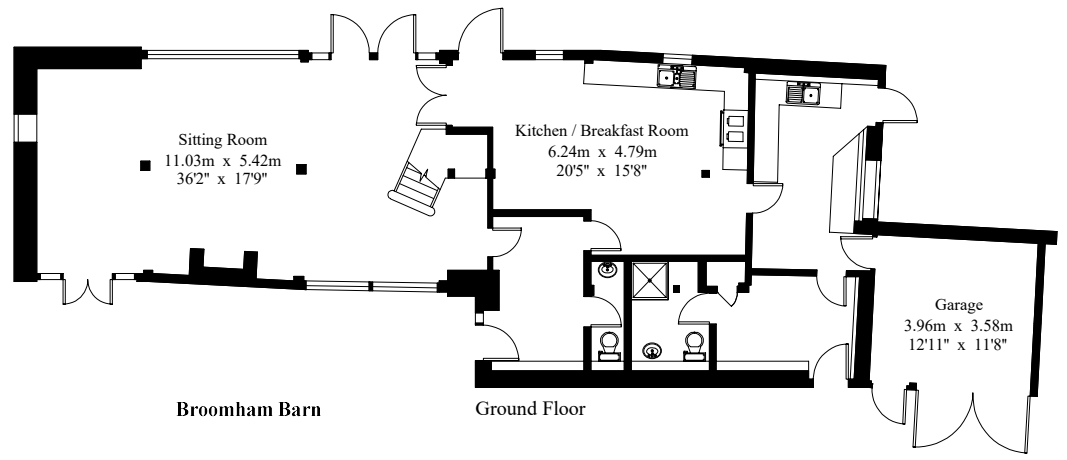 Sitting Room
11.03m x 5.42m
36'2" x 17'9"
Kitchen / Breakfast Room
6.24m x 4.79m
20'5" x 15'8"
Garage
3.96m x 3.58m
12'11" x 11'8"
Broomham Barn
Ground Floor